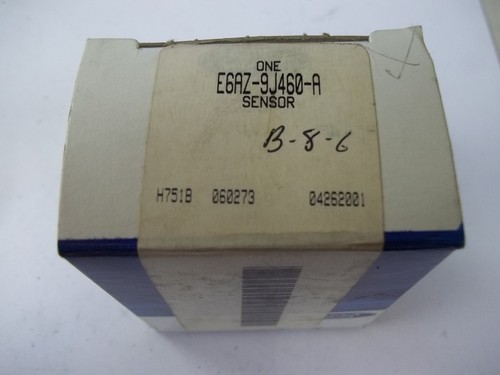 ONE
E6AZ-9J460-A
SENSOR
B-8-6
H751B 060273 04262001